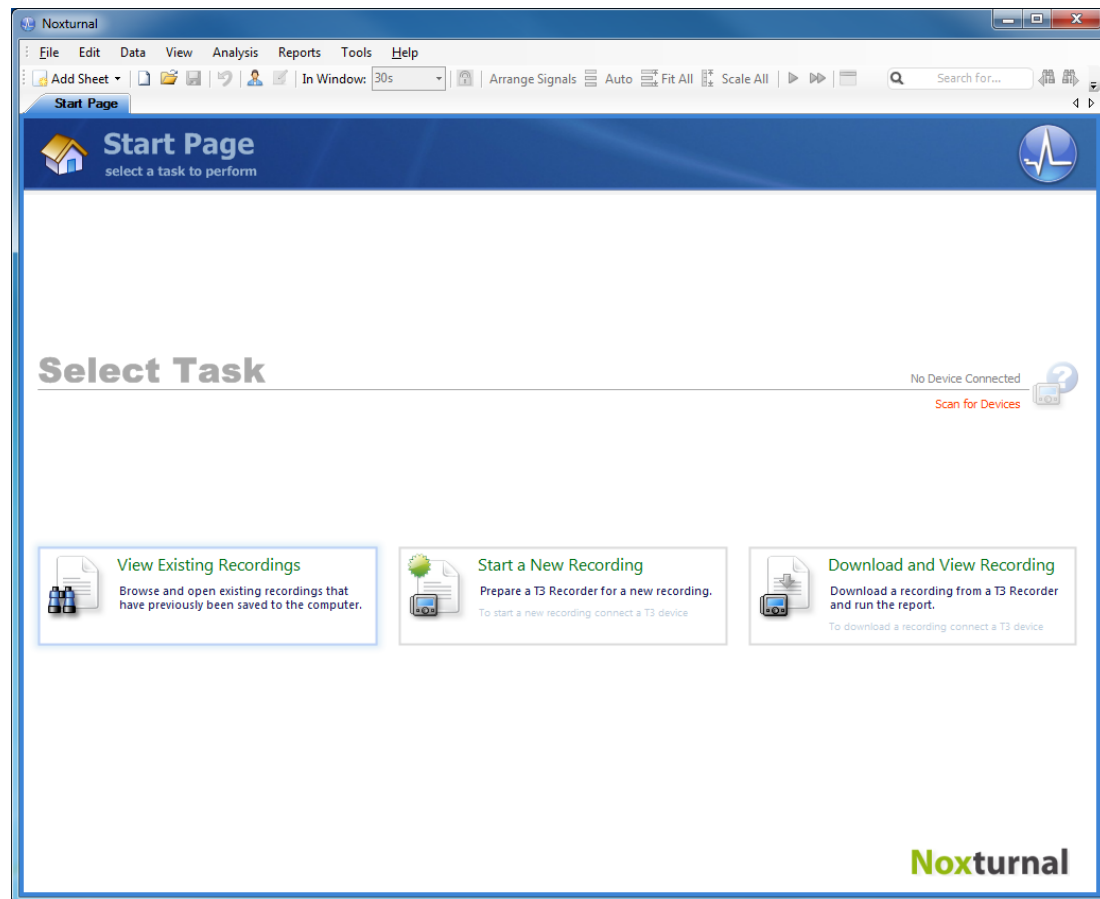 Noxturnal
File Edit Data View Analysis Reports Tools Help
Add Sheet In Window: 30s Arrange Signals Auto Fit All Scale All Search for...
Start Page
Start Page
select a task to perform
Select Task
No Device Connected
Scan for Devices
View Existing Recordings
Browse and open existing recordings that
have previously been saved to the computer.
Start a New Recording
Prepare a T3 Recorder for a new recording.
To start a new recording connect a T3 device
Download and View Recording
Download a recording from a T3 Recorder
and run the report.
To download a recording connect a T3 device
Noxturnal